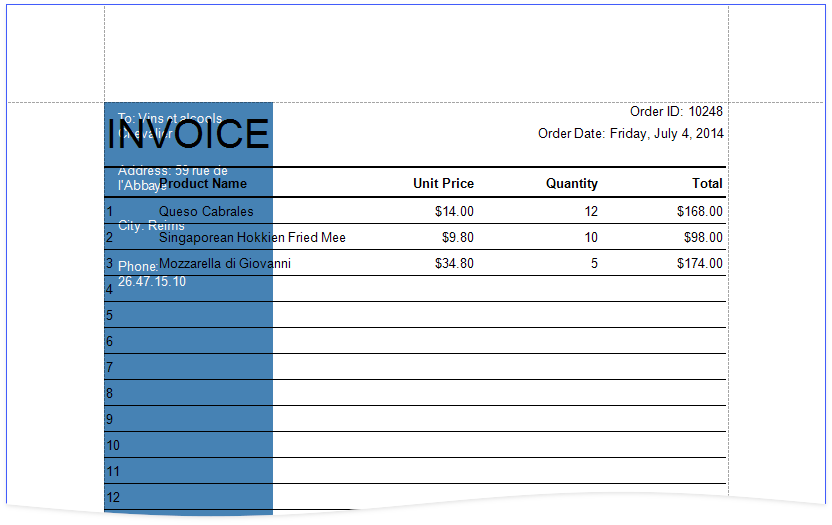 Order ID: 10248
To: Vins et alcools
Chevalier
INVOICE
Order Date: Friday, July 4, 2014
Address: 59 rue de
l'Abbaye
Product Name Unit Price Quantity Total
1 Queso Cabrales $14.00 12 $168.00
City: Reims
2 Singaporean Hokkien Fried Mee $9.80 10 $98.00
3 Mozzarella di Giovanni $34.80 5 $174.00
Phone:
26.47.15.10
4
5
6
7
8
9
10
11
12